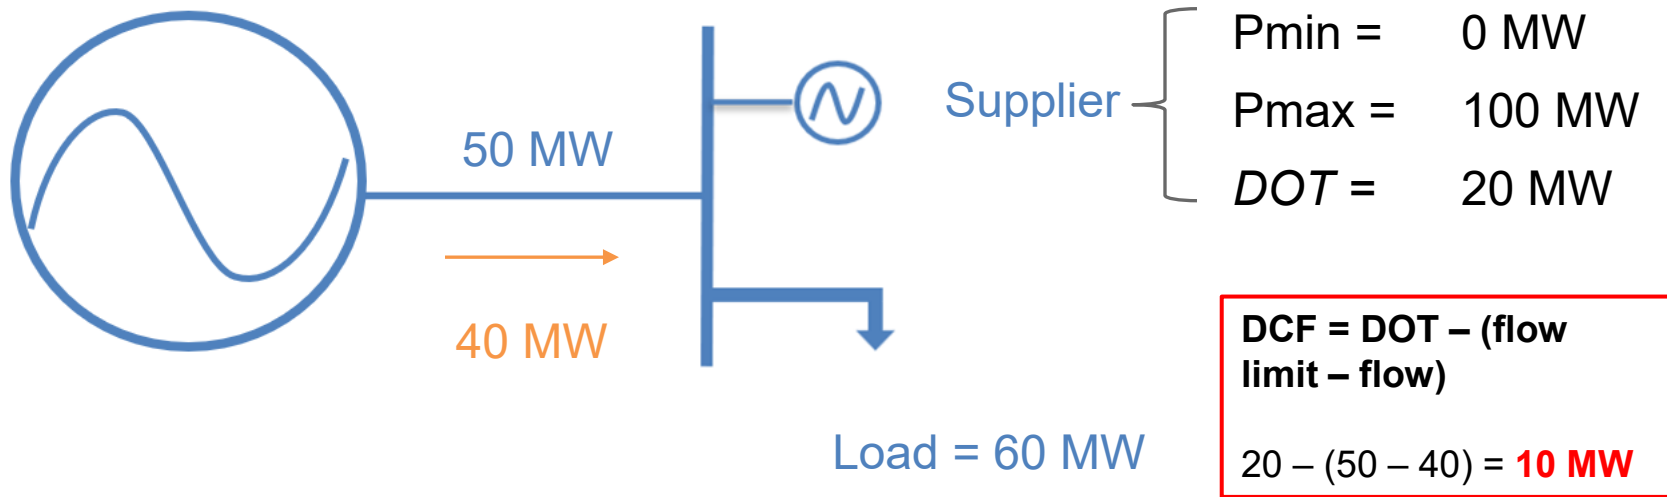 50 MW
40 MW
Supplier
Pmin = 0 MW
Pmax = 100 MW
DOT = 20 MW
Load = 60 MW
DCF = DOT – (flow
limit – flow)
20 – (50 – 40) = 10 MW